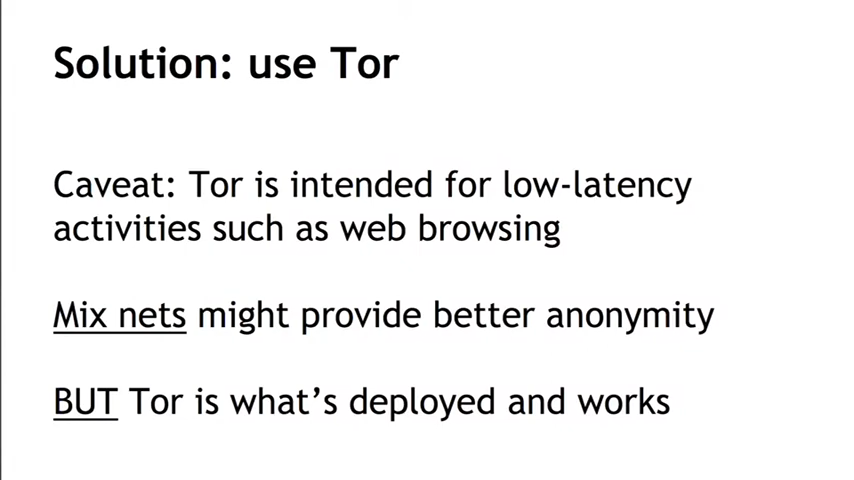 Solution: use Tor
Caveat: Tor is intended for low-latency
activities such as web browsing
Mix nets might provide better anonymity
BUT Tor is what’s deployed and works